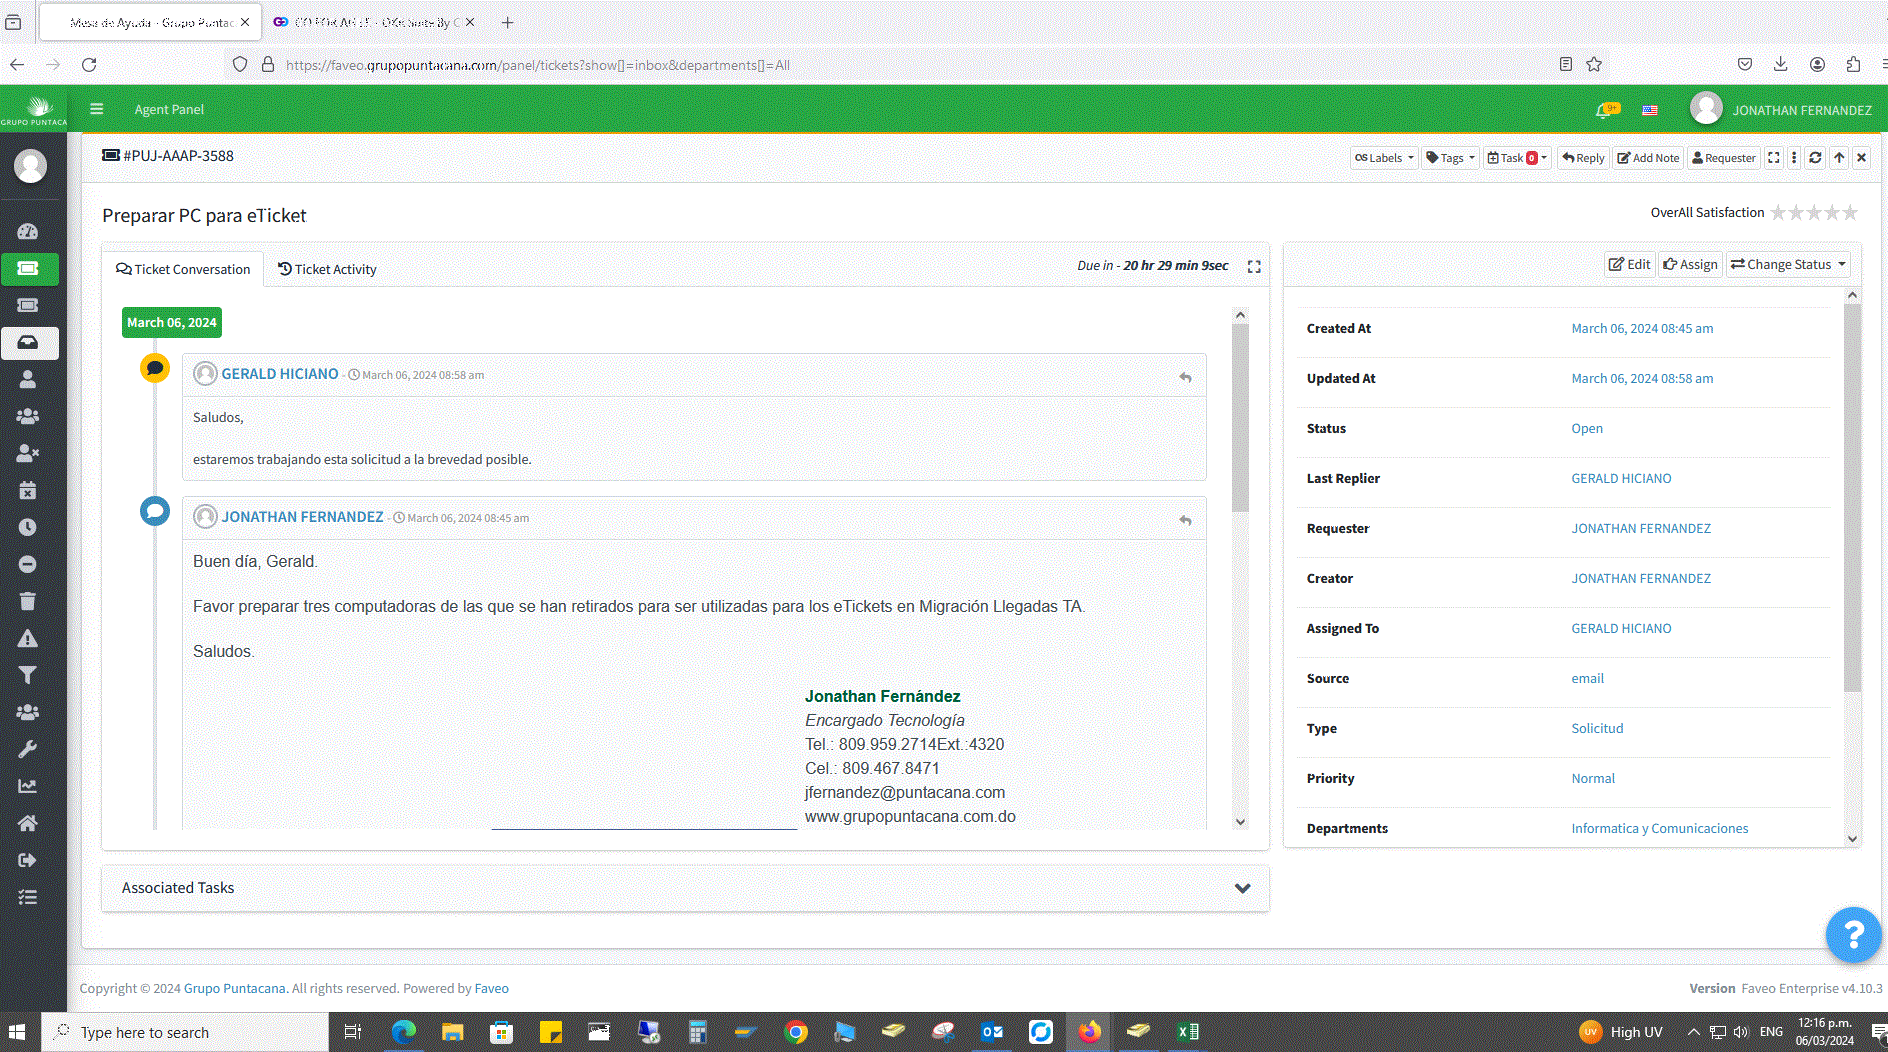 Mesa de Ayuda - Grupo Puntac
GO FOR
By
https://faveo.grupopuntacana.com/panel/tickets?show[]=inbox&departments[]=All
GRUPO PUNTACA
Agent Panel
9+
JONATHAN FERNANDEZ
#PUJ-AAAP-3588
Labels
Tags
Task 0
Reply
Add Note
Requester
Preparar PC para eTicket
OverAll Satisfaction
Ticket Conversation
Ticket Activity
Due in - 20 hr 29 min 9sec
Edit
Assign
Change Status
March 06, 2024
GERALD HICIANO - March 06, 2024 08:58 am
Saludos,
estaremos trabajando esta solicitud a la brevedad posible.
JONATHAN FERNANDEZ - March 06, 2024 08:45 am
Buen día, Gerald.
Favor preparar tres computadoras de las que se han retirados para ser utilizadas para los eTickets en Migración Llegadas TA.
Saludos.
Jonathan Fernández
Encargado Tecnología
Tel.: 809.959.2714Ext.:4320
Cel.: 809.467.8471
jfernandez@puntacana.com
www.grupopuntacana.com.do
Created At March 06, 2024 08:45 am
Updated At March 06, 2024 08:58 am
Status Open
Last Replier GERALD HICIANO
Requester JONATHAN FERNANDEZ
Creator JONATHAN FERNANDEZ
Assigned To GERALD HICIANO
Source email
Type Solicitud
Priority Normal
Departments Informatica y Comunicaciones
Associated Tasks
?
Copyright © 2024 Grupo Puntacana. All rights reserved. Powered by Faveo
Version Faveo Enterprise v4.10.3
Type here to search
UV
High UV
ENG
12:16 p.m.
06/03/2024